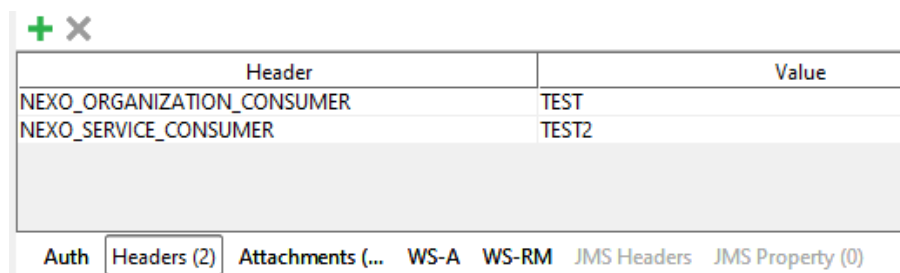 Header Value
NEXO_ORGANIZATION_CONSUMER TEST
NEXO_SERVICE_CONSUMER TEST2
Auth Headers (2) Attachments (... WS-A WS-RM JMS Headers JMS Property (0)